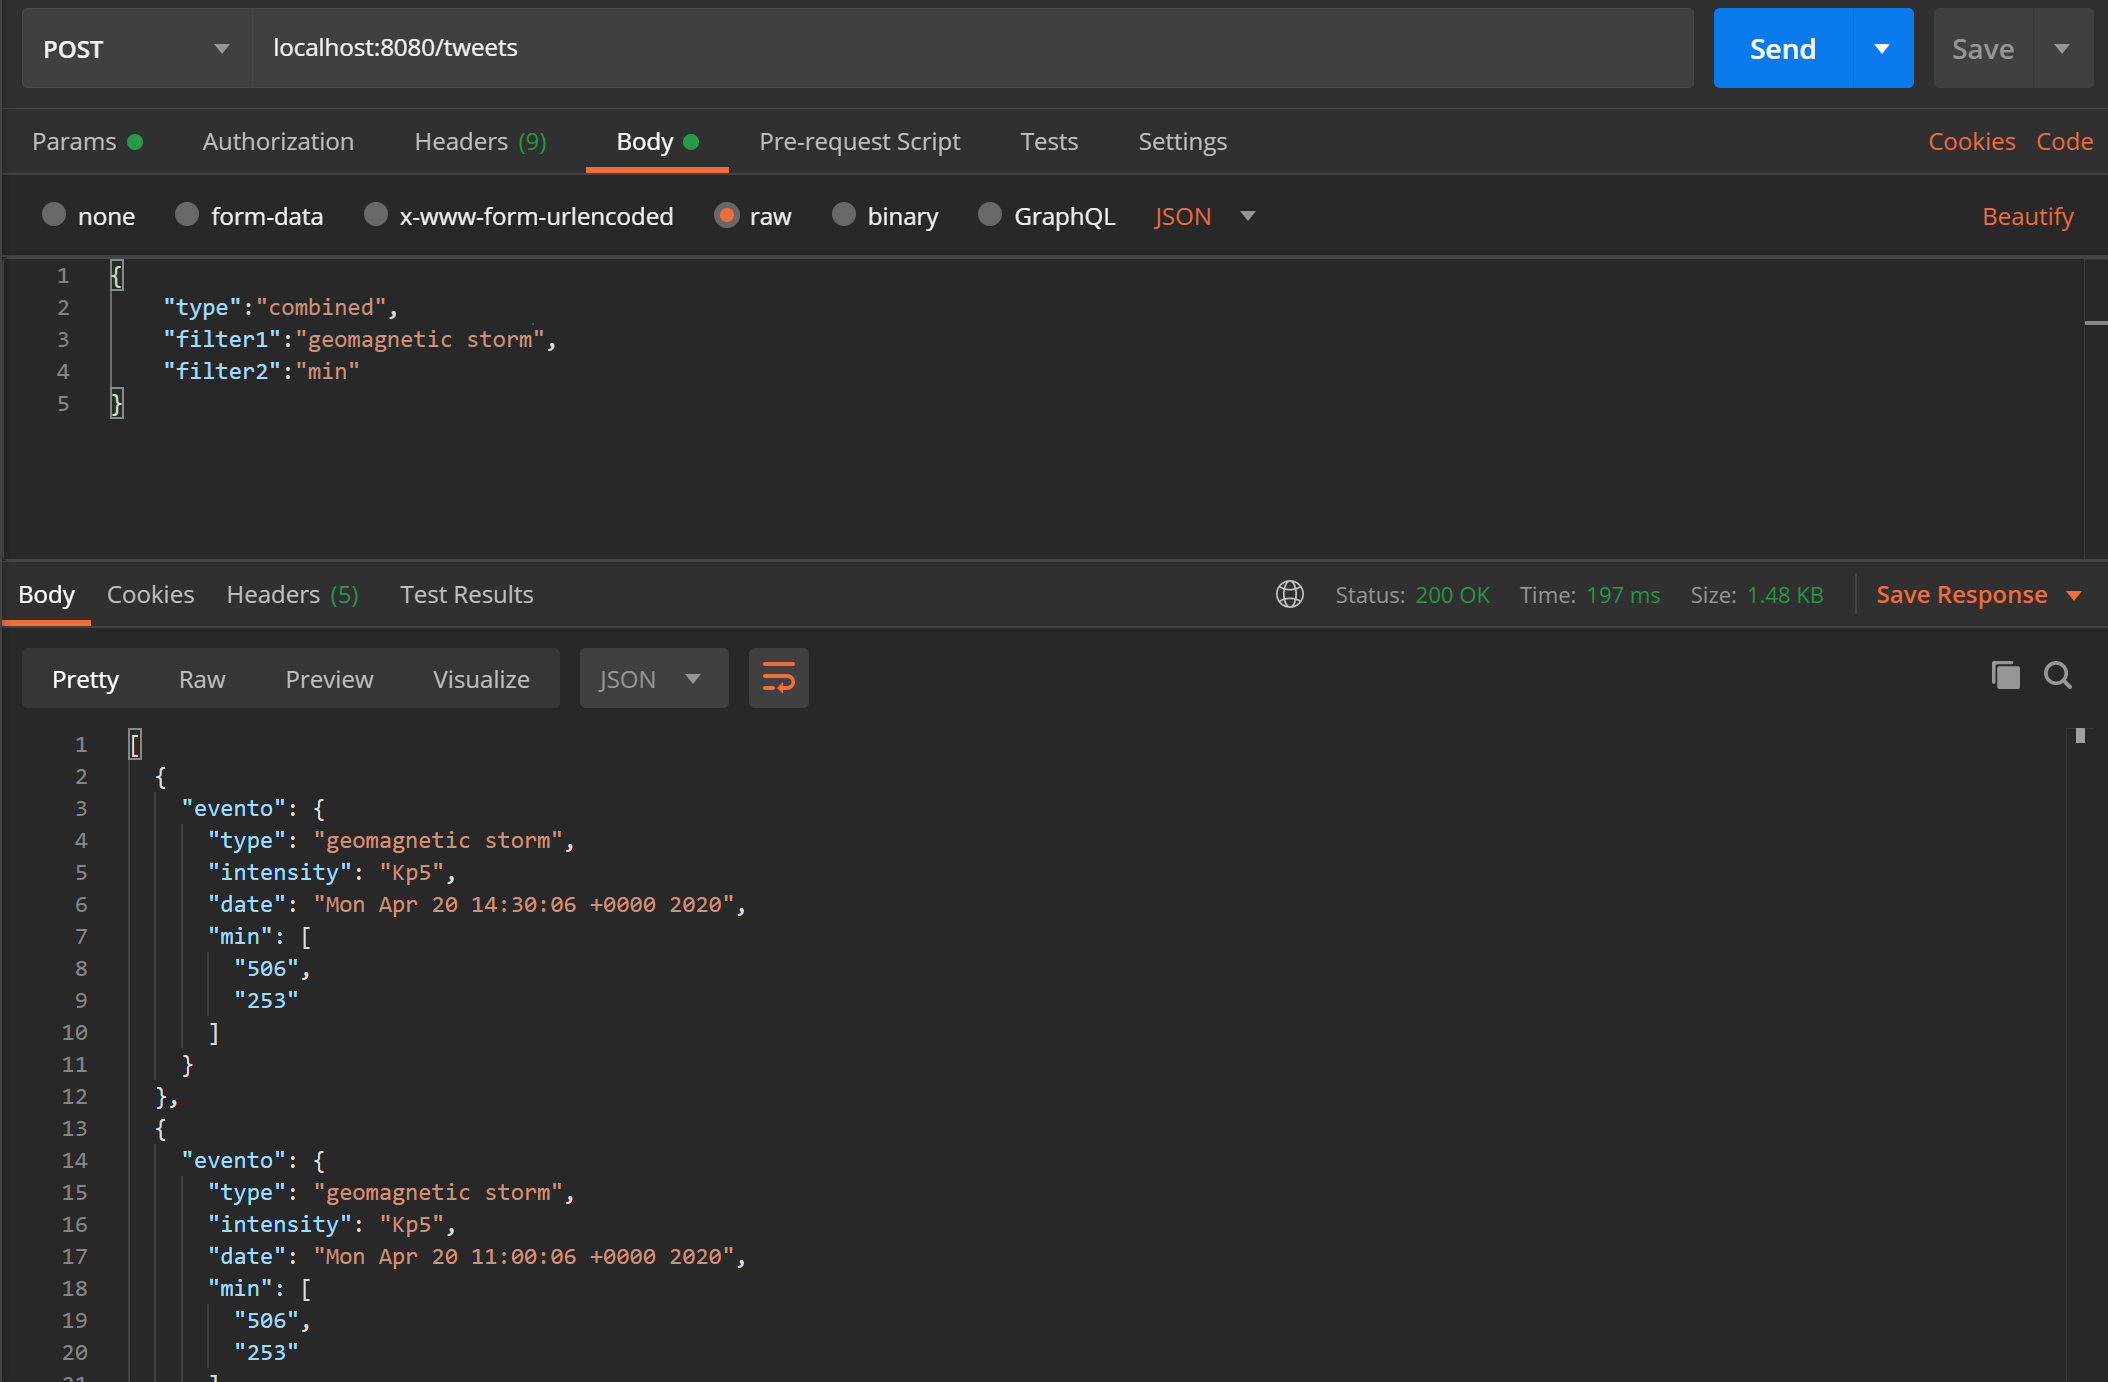 POST localhost:8080/tweets Send Save
Params Authorization Headers (9) Body Pre-request Script Tests Settings Cookies Code
none form-data x-www-form-urlencoded raw binary GraphQL JSON Beautify
1 {
2 "type":"combined",
3 "filter1":"geomagnetic storm",
4 "filter2":"min"
5 }
Body Cookies Headers (5) Test Results Status: 200 OK Time: 197 ms Size: 1.48 KB Save Response
Pretty Raw Preview Visualize JSON
1 [
2 {
3 "evento": {
4 "type": "geomagnetic storm",
5 "intensity": "Kp5",
6 "date": "Mon Apr 20 14:30:06 +0000 2020",
7 "min": [
8 "506",
9 "253"
10 ]
11 }
12 },
13 {
14 "evento": {
15 "type": "geomagnetic storm",
16 "intensity": "Kp5",
17 "date": "Mon Apr 20 11:00:06 +0000 2020",
18 "min": [
19 "506",
20 "253"
21 ]